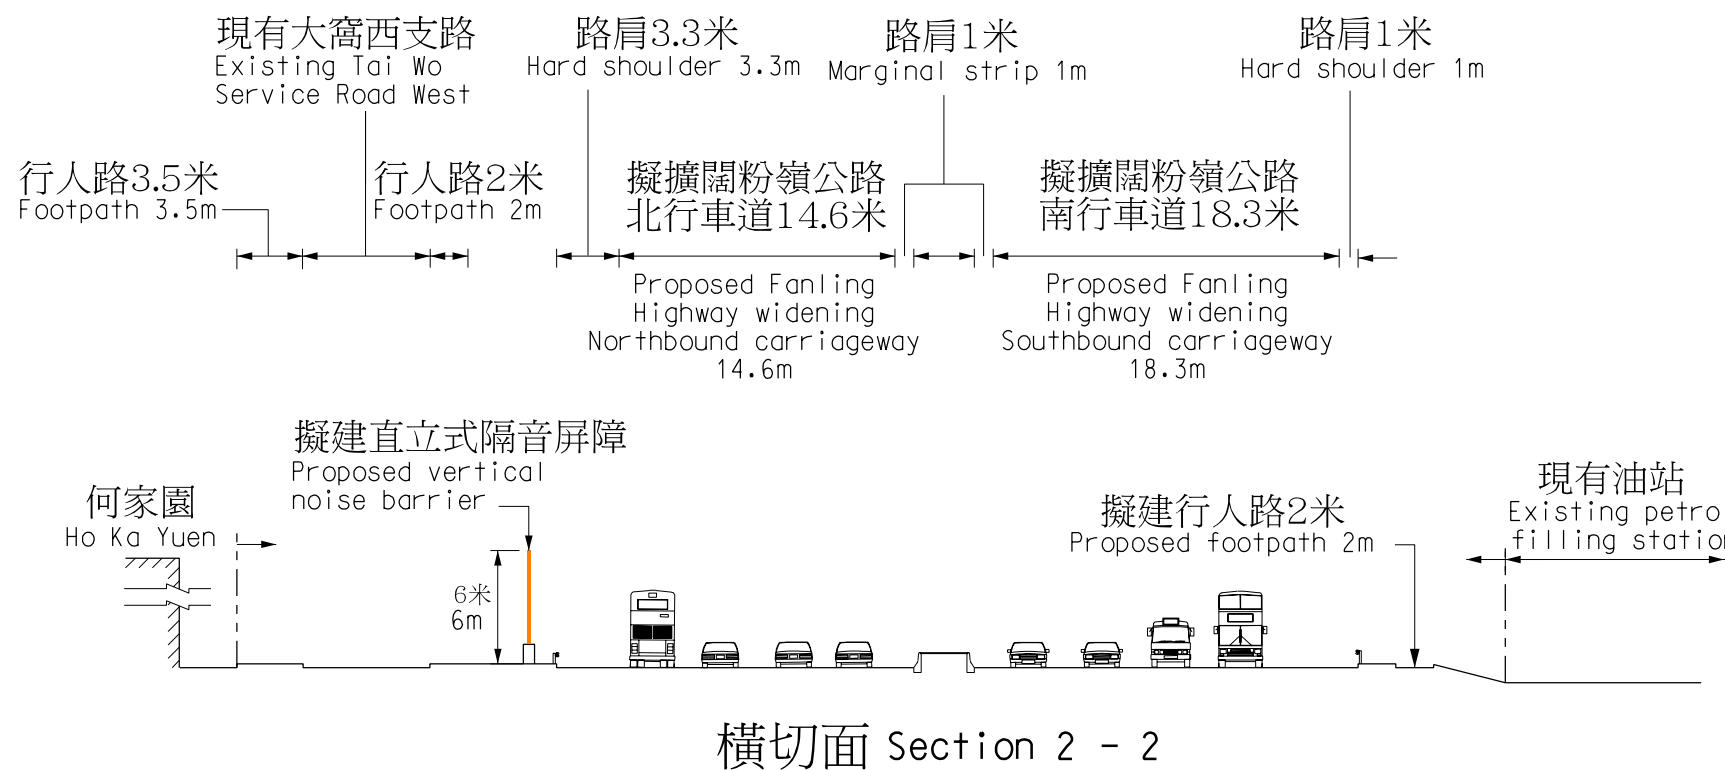 現有大窩西支路
Existing Tai Wo
Service Road West
路肩3.3米
Hard shoulder 3.3m
路肩1米
Marginal strip 1m
路肩1米
Hard shoulder 1m
行人路3.5米
Footpath 3.5m
行人路2米
Footpath 2m
擬擴闊粉嶺公路
北行車道14.6米
擬擴闊粉嶺公路
南行車道18.3米
Proposed Fanling
Highway widening
Northbound carriageway
14.6m
Proposed Fanling
Highway widening
Southbound carriageway
18.3m
擬建直立式隔音屏障
Proposed vertical
noise barrier
何家園
Ho Ka Yuen
6米
6m
擬建行人路2米
Proposed footpath 2m
現有油站
Existing petro
filling station
橫切面 Section 2 - 2